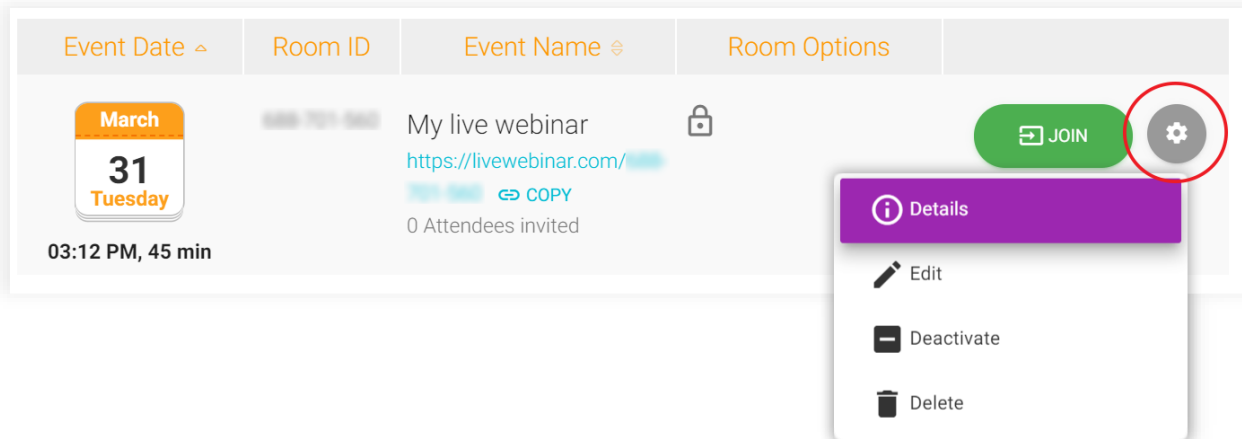 Event Date
Room ID
Event Name
Room Options
March
31
Tuesday
03:12 PM, 45 min
My live webinar
https://livewebinar.com/
COPY
0 Attendees invited
JOIN
Details
Edit
Deactivate
Delete